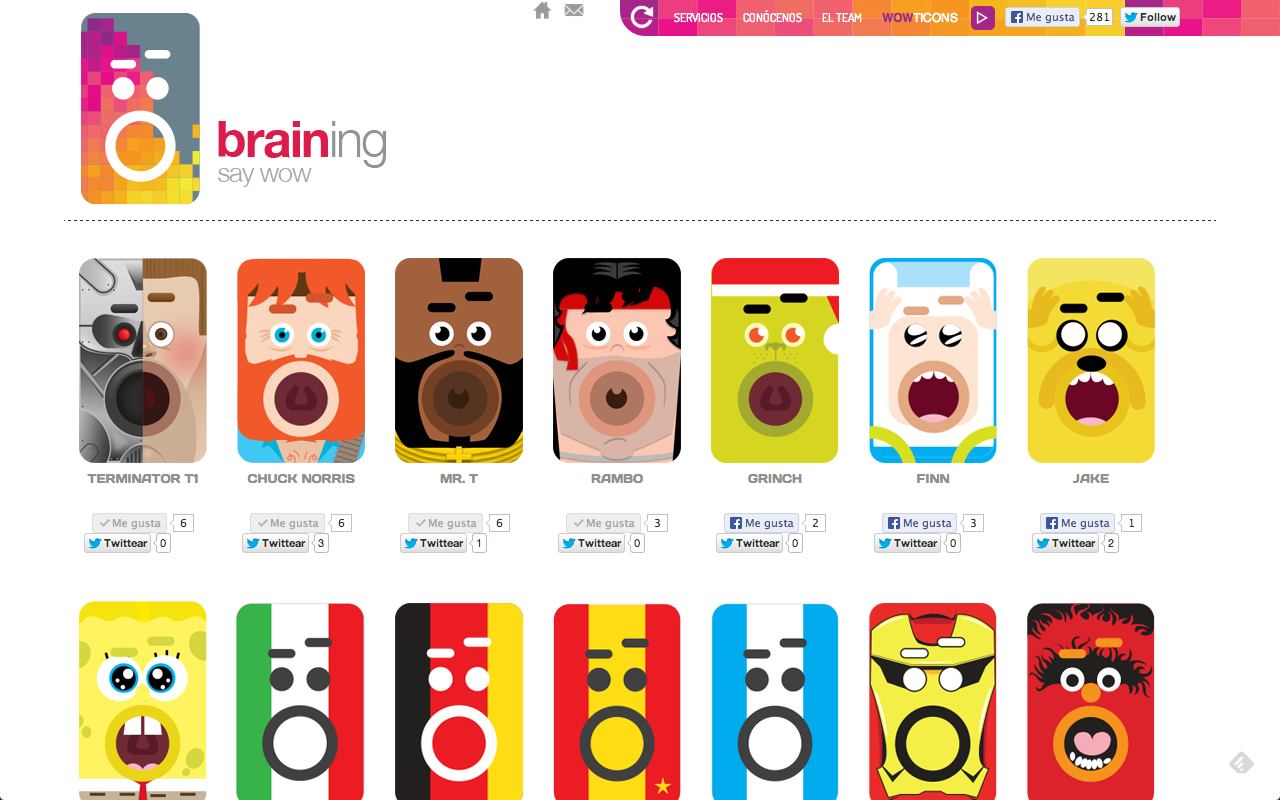 SERVICIOS CONÓCENOS EL TEAM WOWTICONS Me gusta 281 Follow
braining
say wow
TERMINATOR T1 CHUCK NORRIS MR. T RAMBO GRINCH FINN JAKE
Me gusta 6 Me gusta 6 Me gusta 6 Me gusta 3 Me gusta 2 Me gusta 3 Me gusta 1
Twittear 0 Twittear 3 Twittear 1 Twittear 0 Twittear 0 Twittear 0 Twittear 2